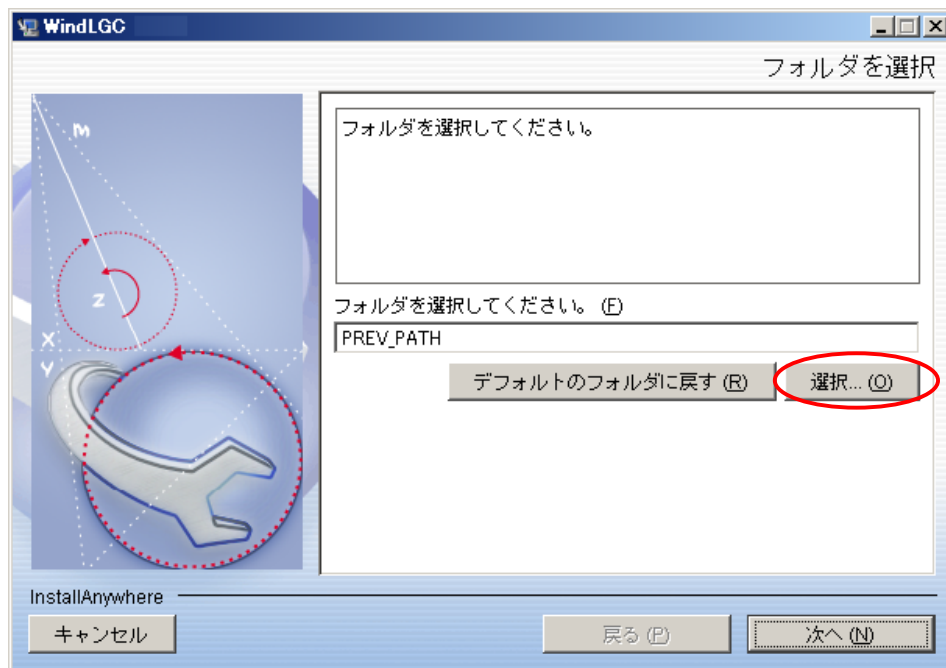 WindLGC
フォルダを選択
m
z
X
Y
フォルダを選択してください。
フォルダを選択してください。 (F)
PREV_PATH
デフォルトのフォルダに戻す (R)
選択... (O)
InstallAnywhere
キャンセル
戻る (P)
次へ (N)